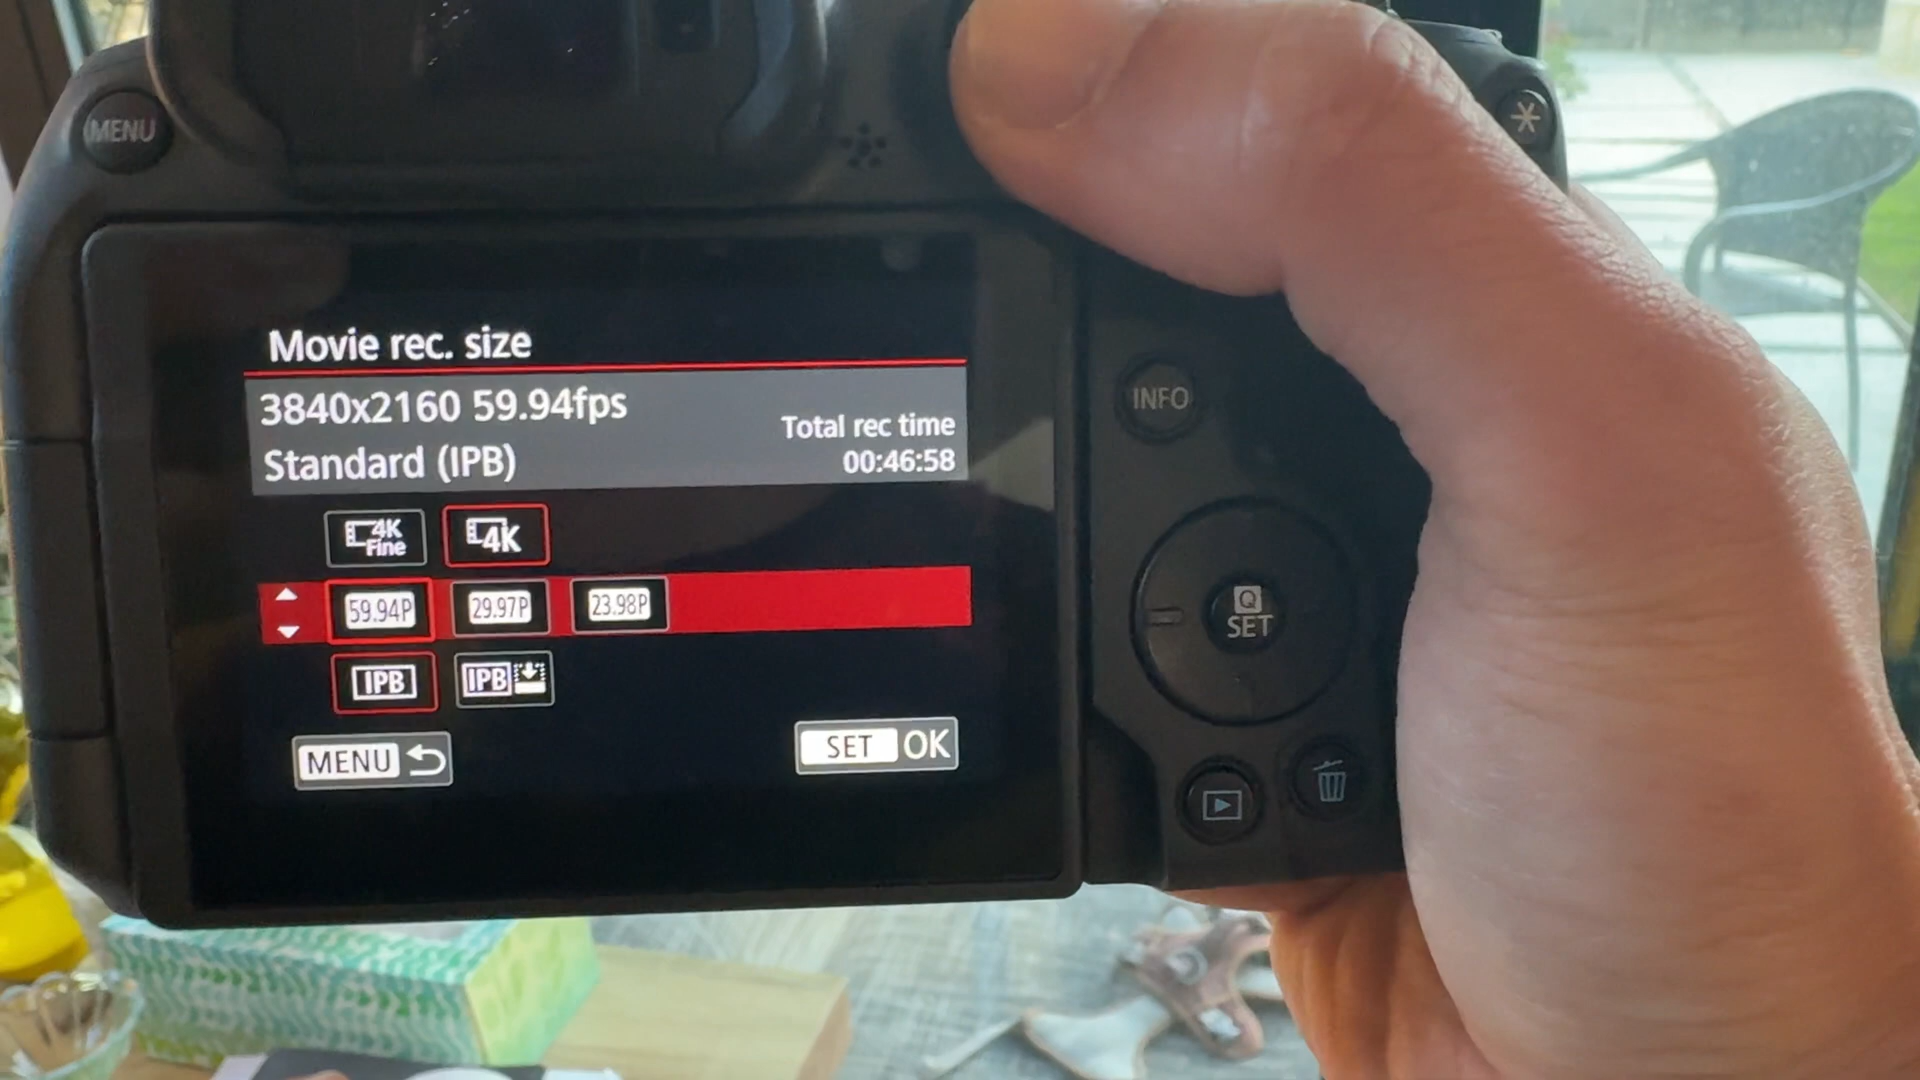 MENU
Movie rec. size
3840x2160 59.94fps
Total rec time
Standard (IPB)
00:46:58
4K Fine 4K
59.94P 29.97P 23.98P
IPB IPB
MENU SET OK
INFO
Q
SET